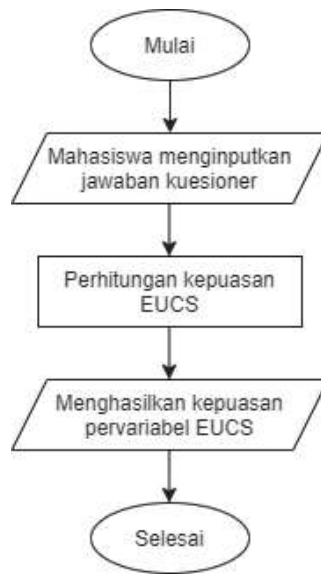 Mulai
Mahasiswa menginputkan
jawaban kuesioner
Perhitungan kepuasan
EUCS
Menghasilkan kepuasan
pervariabel EUCS
Selesai